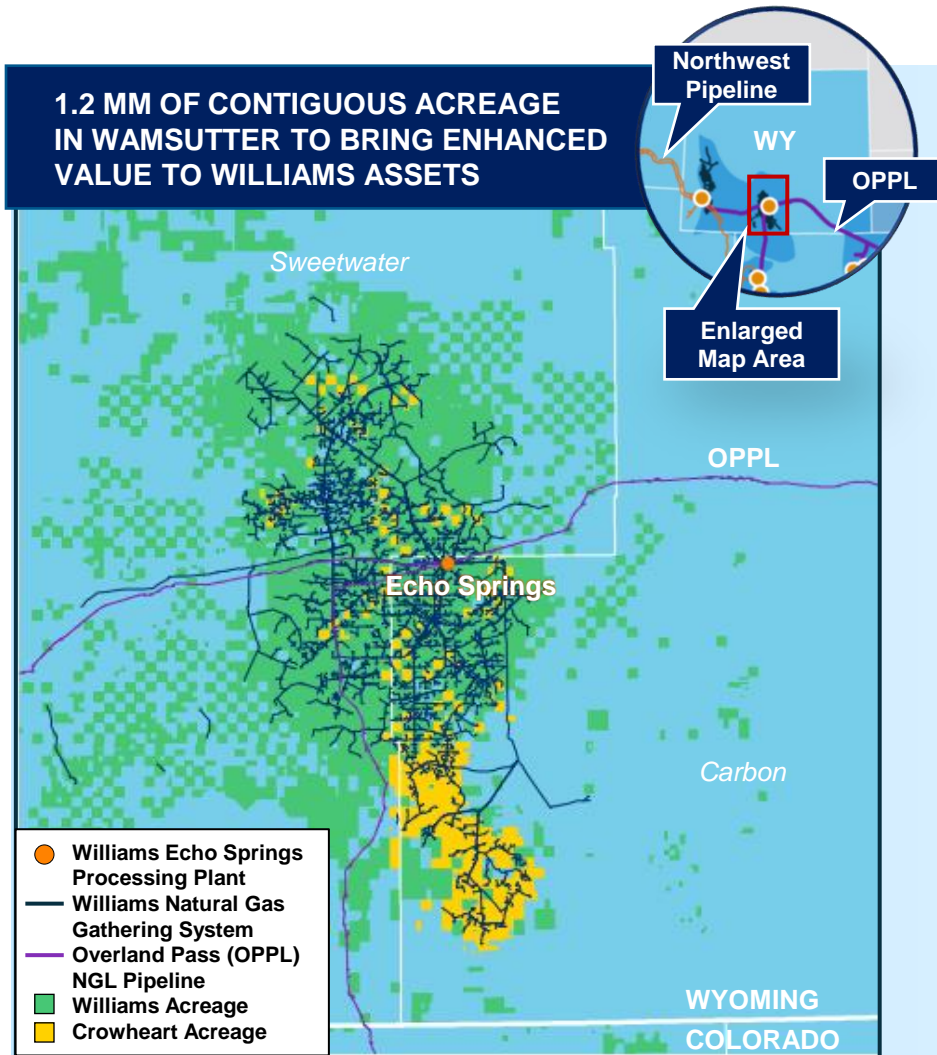 1.2 MM OF CONTIGUOUS ACREAGE
IN WAMSUTTER TO BRING ENHANCED
VALUE TO WILLIAMS ASSETS
Northwest
Pipeline
WY
OPPL
Enlarged
Map Area
Sweetwater
OPPL
Echo Springs
Carbon
Williams Echo Springs
Processing Plant
Williams Natural Gas
Gathering System
Overland Pass (OPPL)
NGL Pipeline
Williams Acreage
Crowheart Acreage
WYOMING
COLORADO